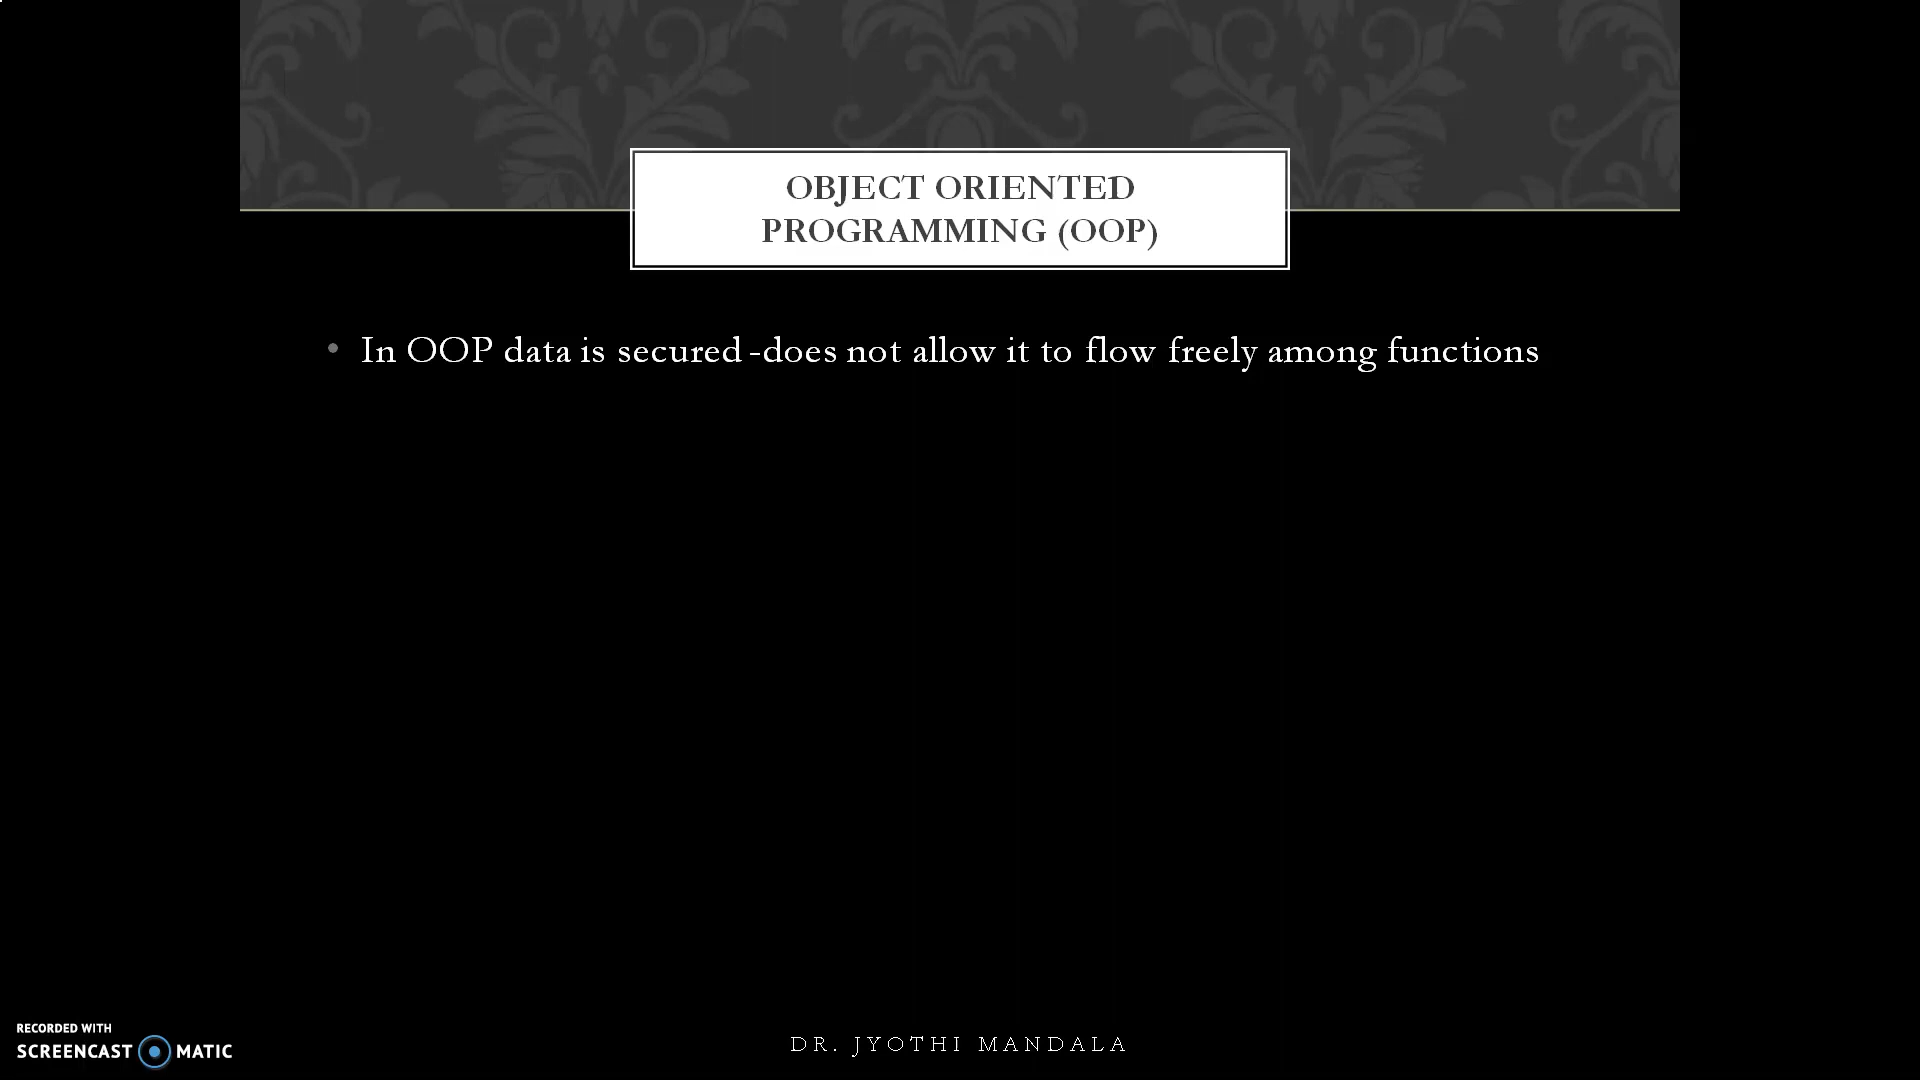 OBJECT ORIENTED
PROGRAMMING (OOP)
• In OOP data is secured -does not allow it to flow freely among functions
RECORDED WITH
SCREENCAST MATIC
DR. JYOTHI MANDALA